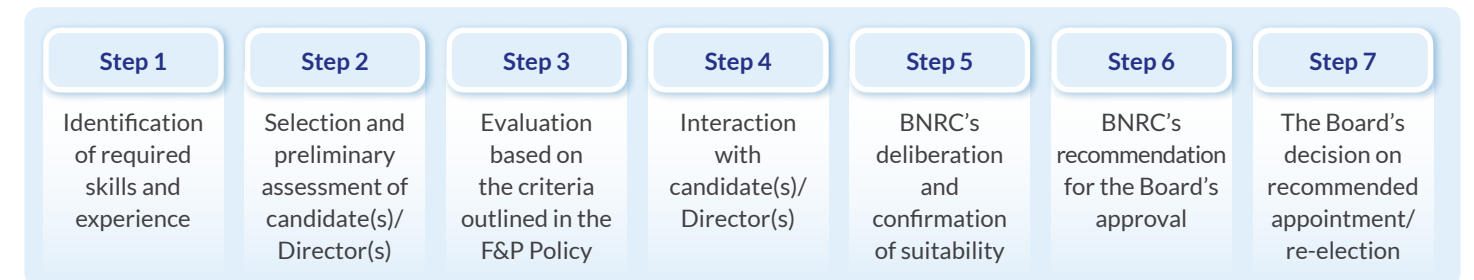 Step 1
Identification
of required
skills and
experience
Step 2
Selection and
preliminary
assessment of
candidate(s)/
Director(s)
Step 3
Evaluation
based on
the criteria
outlined in the
F&P Policy
Step 4
Interaction
with
candidate(s)/
Director(s)
Step 5
BNRC’s
deliberation
and
confirmation
of suitability
Step 6
BNRC’s
recommendation
for the Board’s
approval
Step 7
The Board’s
decision on
recommended
appointment/
re-election